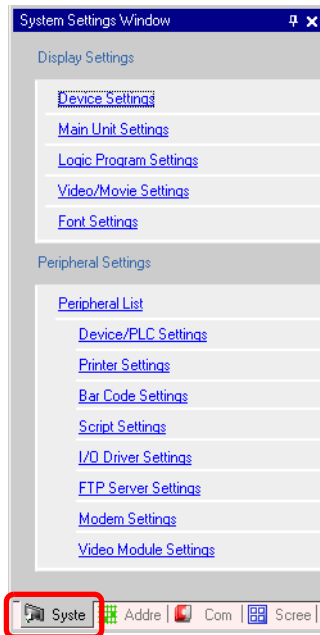 System Settings Window
Display Settings
Device Settings
Main Unit Settings
Logic Program Settings
Video/Movie Settings
Font Settings
Peripheral Settings
Peripheral List
Device/PLC Settings
Printer Settings
Bar Code Settings
Script Settings
I/O Driver Settings
FTP Server Settings
Modem Settings
Video Module Settings
Syste Addre Com Scree